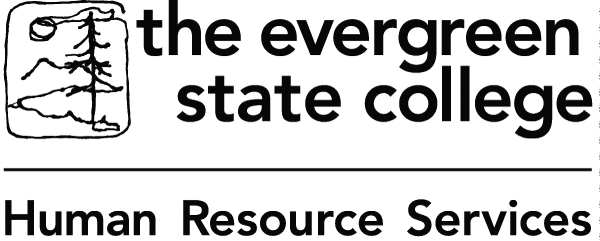 the evergreen
state college
Human Resource Services